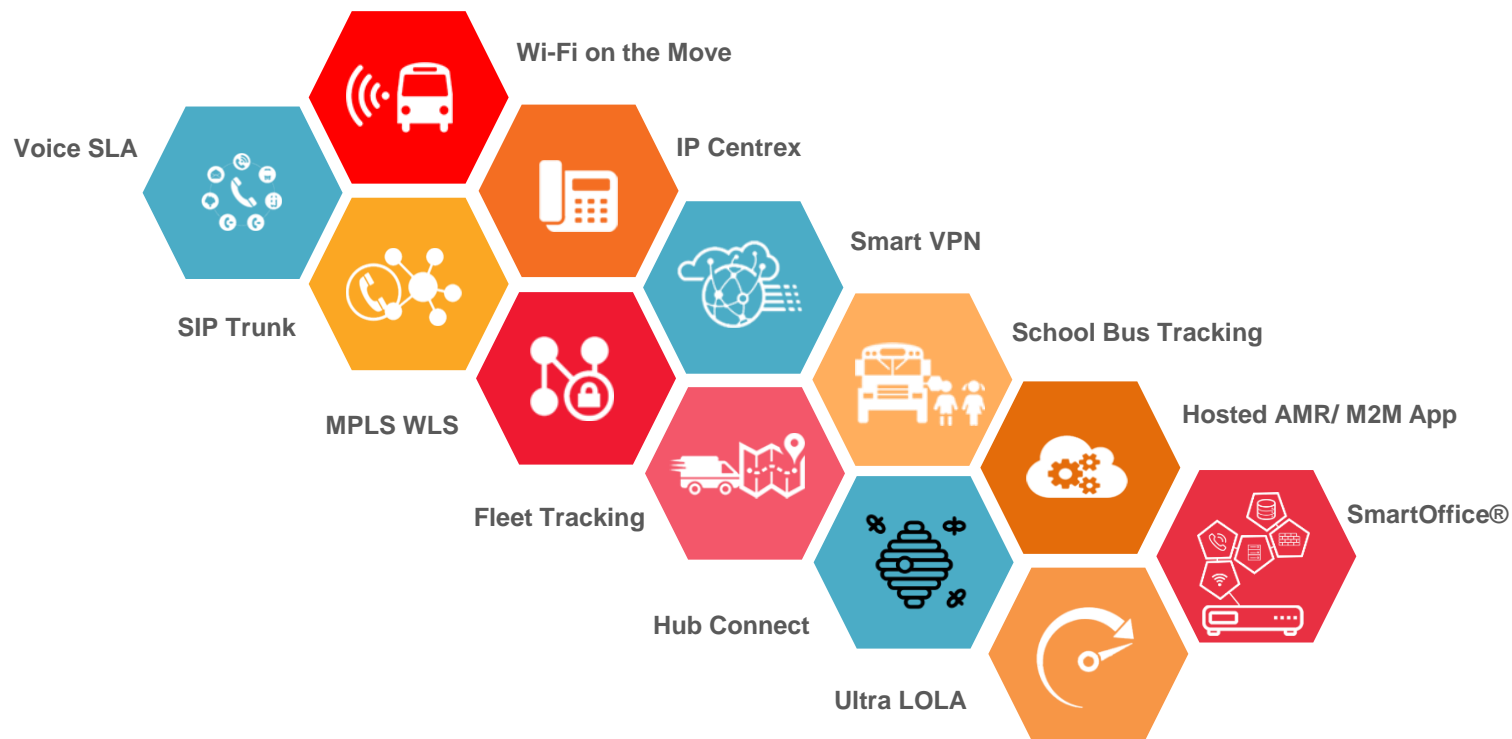 Wi-Fi on the Move
Voice SLA
IP Centrex
Smart VPN
SIP Trunk
School Bus Tracking
MPLS WLS
Hosted AMR/ M2M App
Fleet Tracking
SmartOffice®
Hub Connect
Ultra LOLA